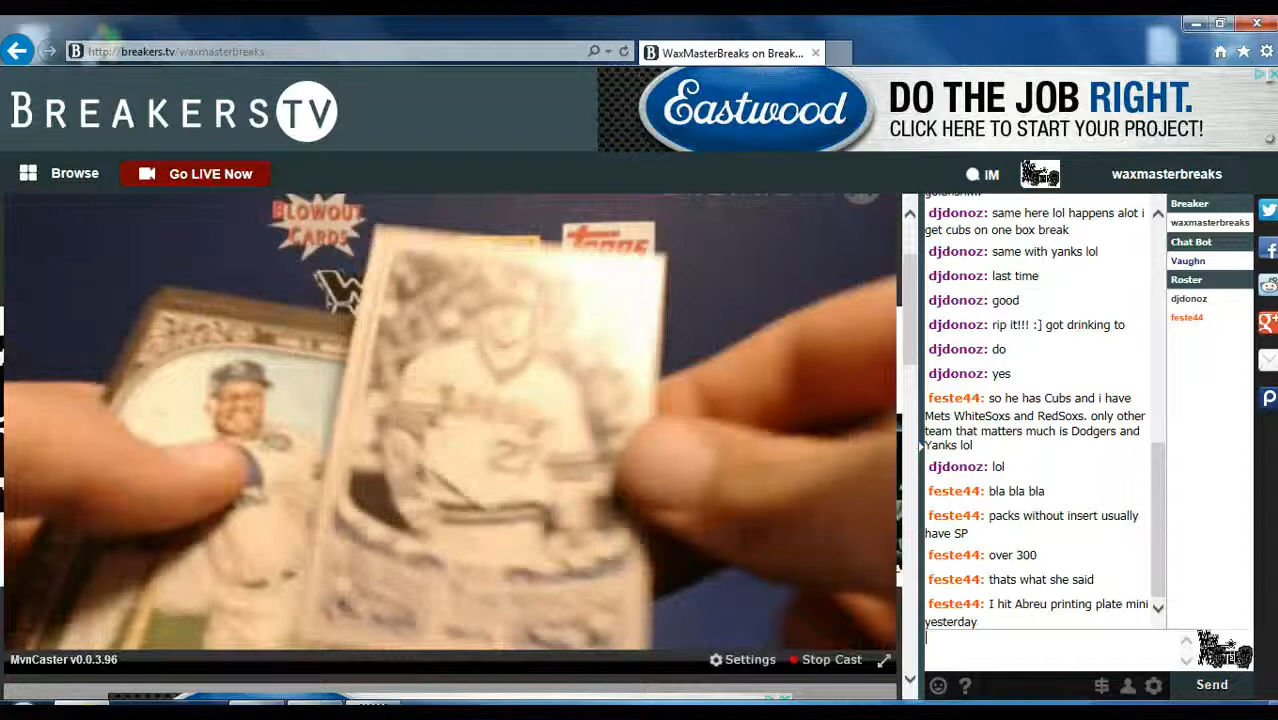 http://breakers.tv/waxmasterbreaks
WaxMasterBreaks on Break...
BREAKERS TV
Eastwood
DO THE JOB RIGHT.
CLICK HERE TO START YOUR PROJECT!
Browse
Go LIVE Now
IM
waxmasterbreaks
BLOWOUT
CARDS
TOPPS
djdonoz: same here lol happens alot i
get cubs on one box break
djdonoz: same with yanks lol
djdonoz: last time
djdonoz: good
djdonoz: rip it!!! :] got drinking to
djdonoz: do
djdonoz: yes
feste44: so he has Cubs and i have
Mets WhiteSoxs and RedSoxs. only other
team that matters much is Dodgers and
Yanks lol
djdonoz: lol
feste44: bla bla bla
feste44: packs without insert usually
have SP
feste44: over 300
feste44: thats what she said
feste44: I hit Abreu printing plate mini
yesterday
Breaker
waxmasterbreaks
Chat Bot
Vaughn
Roster
djdonoz
feste44
MvnCaster v0.0.3.96
Settings
Stop Cast
Send